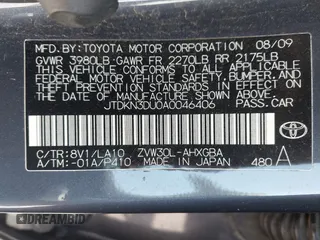 MFD. BY: TOYOTA MOTOR CORPORATION 08/09
GVWR 3980LB GAWR FR 2270LB RR 2175LB
THIS VEHICLE CONFORMS TO ALL APPLICABLE
FEDERAL MOTOR VEHICLE SAFETY, BUMPER, AND
THEFT PREVENTION STANDARDS IN EFFECT ON
THE DATE OF MANUFACTURE SHOWN ABOVE.
JTDKN3DU0A0046406
PASS. CAR
C/TR: 8V1/LA10 ZVW30L-AHXGBA
A/TM: -01A/P410 MADE IN JAPAN 480 A
TOYOTA
DREAMBID